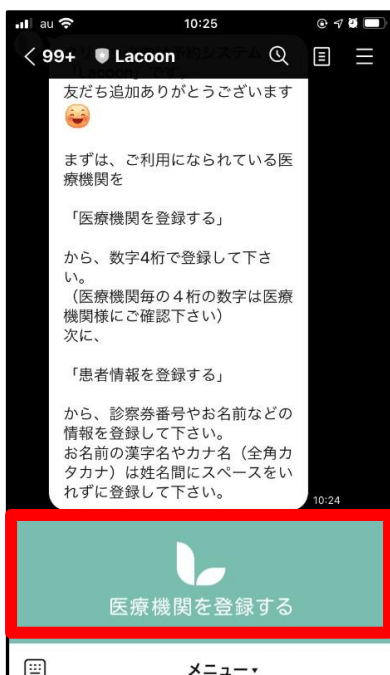 au
10:25
99+ Lacoon
友だち追加ありがとうございます
まずは、ご利用になられている医
療機関を
「医療機関を登録する」
から、数字4桁で登録して下さ
い。
（医療機関毎の４桁の数字は医療
機関様にご確認下さい）
次に、
「患者情報を登録する」
から、診察券番号やお名前などの
情報を登録して下さい。
お名前の漢字名やカナ名（全角カ
タカナ）は姓名間にスペースをい
れずに登録して下さい。
10:24
医療機関を登録する
メニュー▾